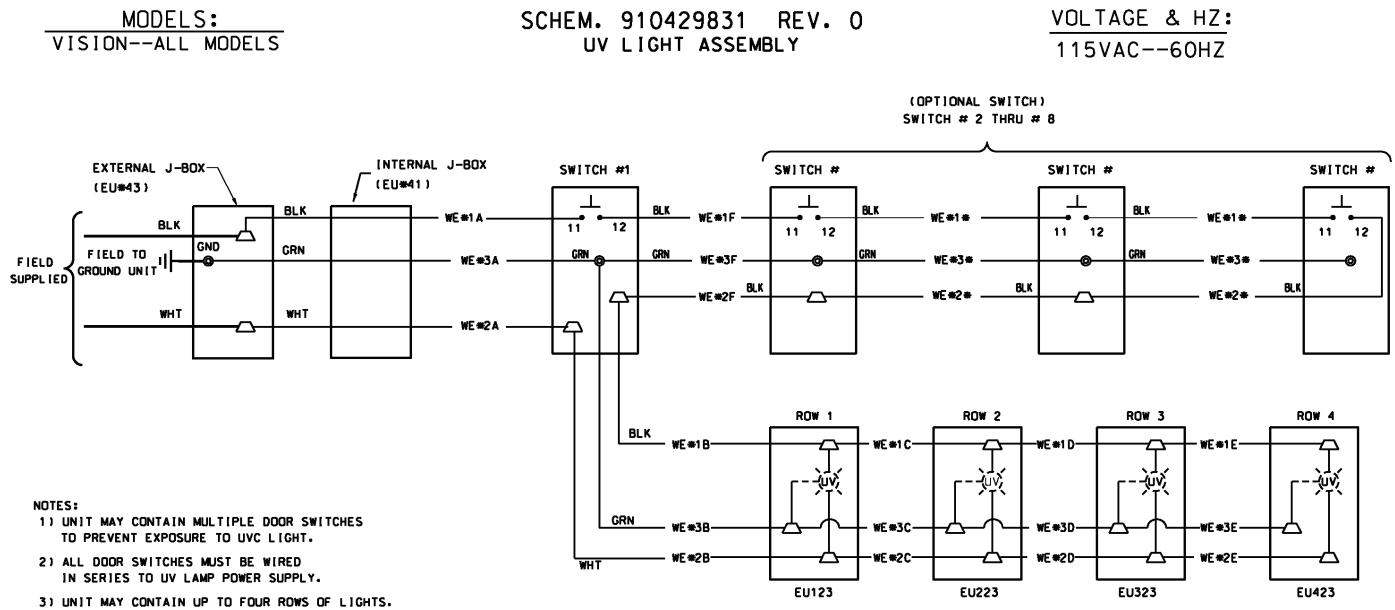 MODELS:
VISION--ALL MODELS
SCHEM. 910429831 REV. 0
UV LIGHT ASSEMBLY
VOLTAGE & HZ:
115VAC--60HZ
(OPTIONAL SWITCH)
SWITCH # 2 THRU # 8
EXTERNAL J-BOX
(EU#43)
INTERNAL J-BOX
(EU#41)
SWITCH #1
SWITCH #
SWITCH #
SWITCH #
BLK
BLK
WE#1A
11 12
BLK
WE#1F
11 12
BLK
WE#1*
11 12
BLK
WE#1*
11 12
FIELD
SUPPLIED
FIELD TO
GROUND UNIT
GND
GRN
WE#3A
GRN
GRN
WE#3F
GRN
WE#3*
GRN
WE#3*
WE#2F
BLK
WE#2*
BLK
WE#2*
BLK
WHT
WHT
WE#2A
ROW 1
ROW 2
ROW 3
ROW 4
BLK
WE#1B
WE#1C
WE#1D
WE#1E
UV
UV
UV
UV
GRN
WE#3B
WE#3C
WE#3D
WE#3E
WHT
WE#2B
WE#2C
WE#2D
WE#2E
EU123
EU223
EU323
EU423
NOTES:
1) UNIT MAY CONTAIN MULTIPLE DOOR SWITCHES
TO PREVENT EXPOSURE TO UVC LIGHT.
2) ALL DOOR SWITCHES MUST BE WIRED
IN SERIES TO UV LAMP POWER SUPPLY.
3) UNIT MAY CONTAIN UP TO FOUR ROWS OF LIGHTS.